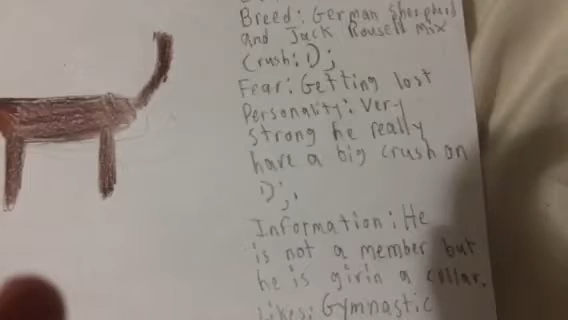 Breed: German Shepherd
and Jack Rousell mix
Crush: D;
Fear: Getting lost
Personality: Very
strong he really
have a big crush on
D;.
Information: He
is not a member but
he is givin a collar.
Likes: Gymnastic